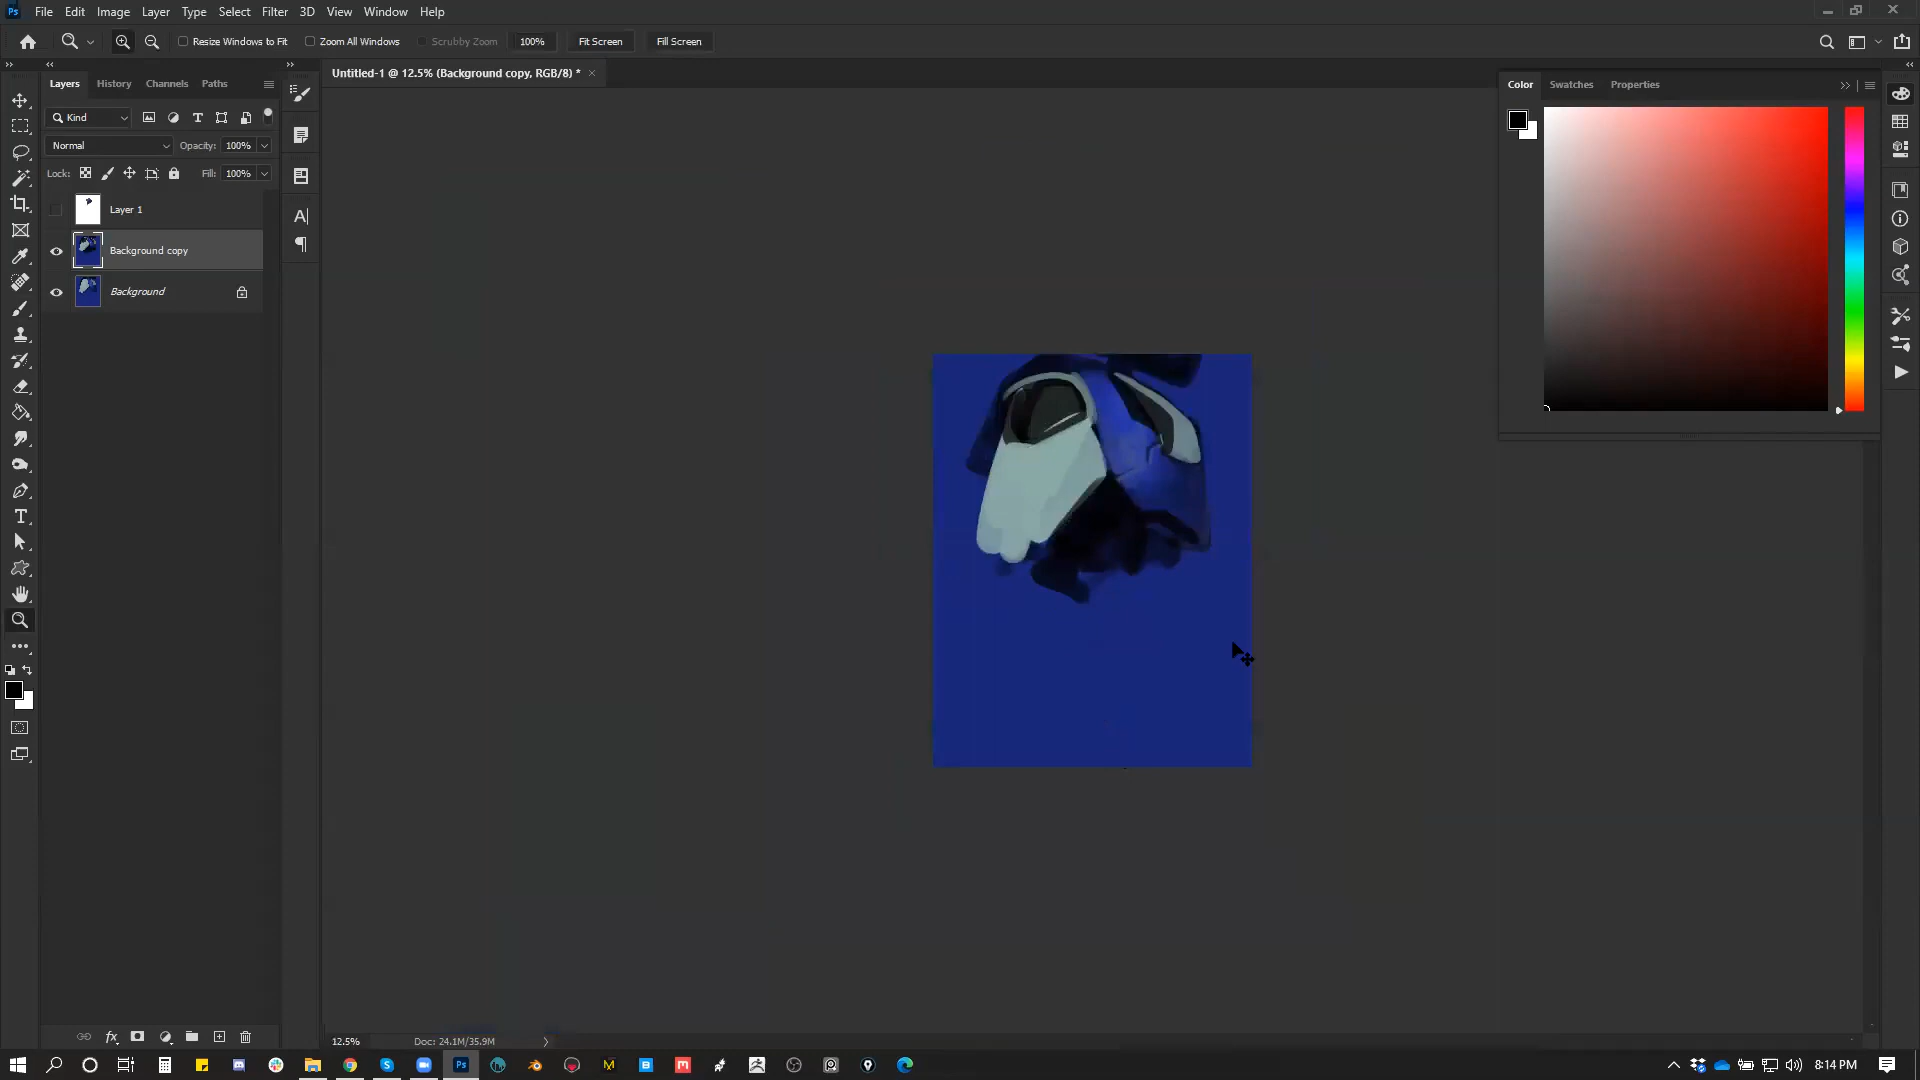 Ps File Edit Image Layer Type Select Filter 3D View Window Help
Resize Windows to Fit Zoom All Windows Scrubby Zoom 100% Fit Screen Fill Screen
Untitled-1 @ 12.5% (Background copy, RGB/8) * ×
Layers History Channels Paths
Color Swatches Properties
Kind
Normal Opacity: 100%
Lock: Fill: 100%
Layer 1
Background copy
Background
fx
12.5% Doc: 24.1M/35.9M
8:14 PM